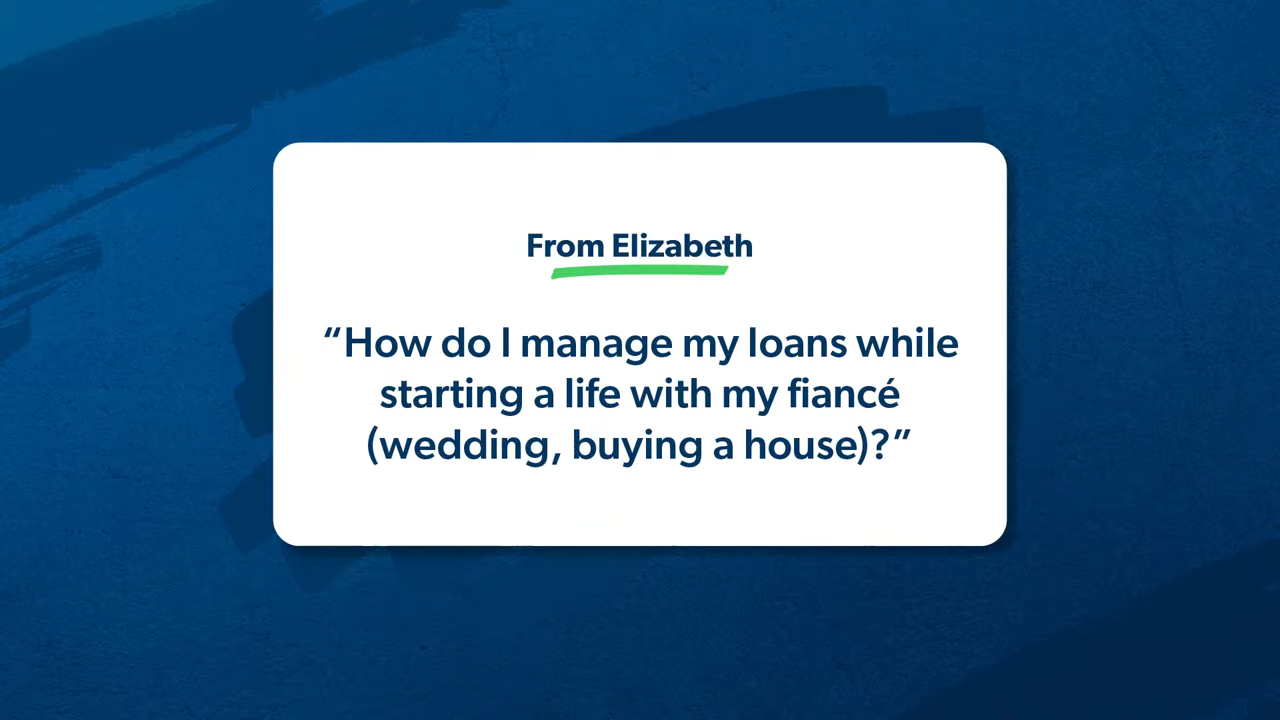 From Elizabeth
“How do I manage my loans while
starting a life with my fiancé
(wedding, buying a house)?”